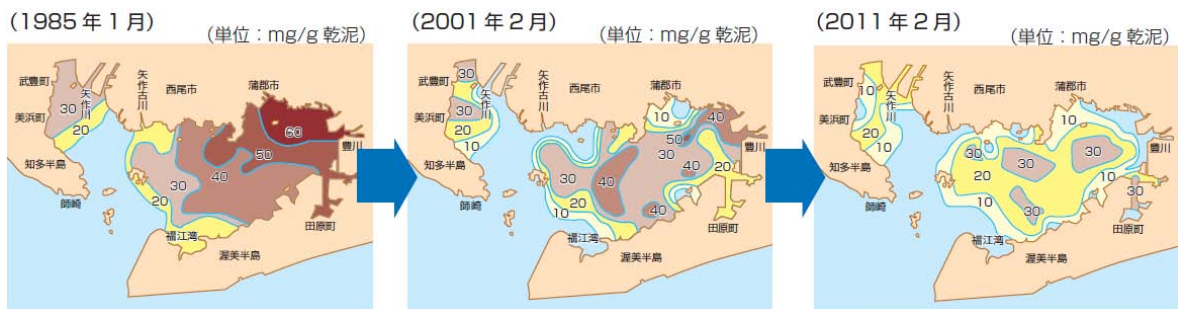 (1985年1月)
(単位：mg/g 乾泥)
武豊町
矢作川
矢作古川
西尾市
蒲郡市
美浜町
知多半島
師崎
福江湾
渥美半島
田原町
豊川
30
20
60
50
40
30
20
(2001年2月)
(単位：mg/g 乾泥)
武豊町
矢作川
矢作古川
西尾市
蒲郡市
美浜町
知多半島
師崎
福江湾
渥美半島
田原町
豊川
30
30
20
10
10
40
50
30
20
30
40
20
10
40
(2011年2月)
(単位：mg/g 乾泥)
武豊町
矢作川
矢作古川
西尾市
蒲郡市
美浜町
知多半島
師崎
福江湾
渥美半島
田原町
豊川
10
20
10
10
30
30
30
20
10
10
30
30